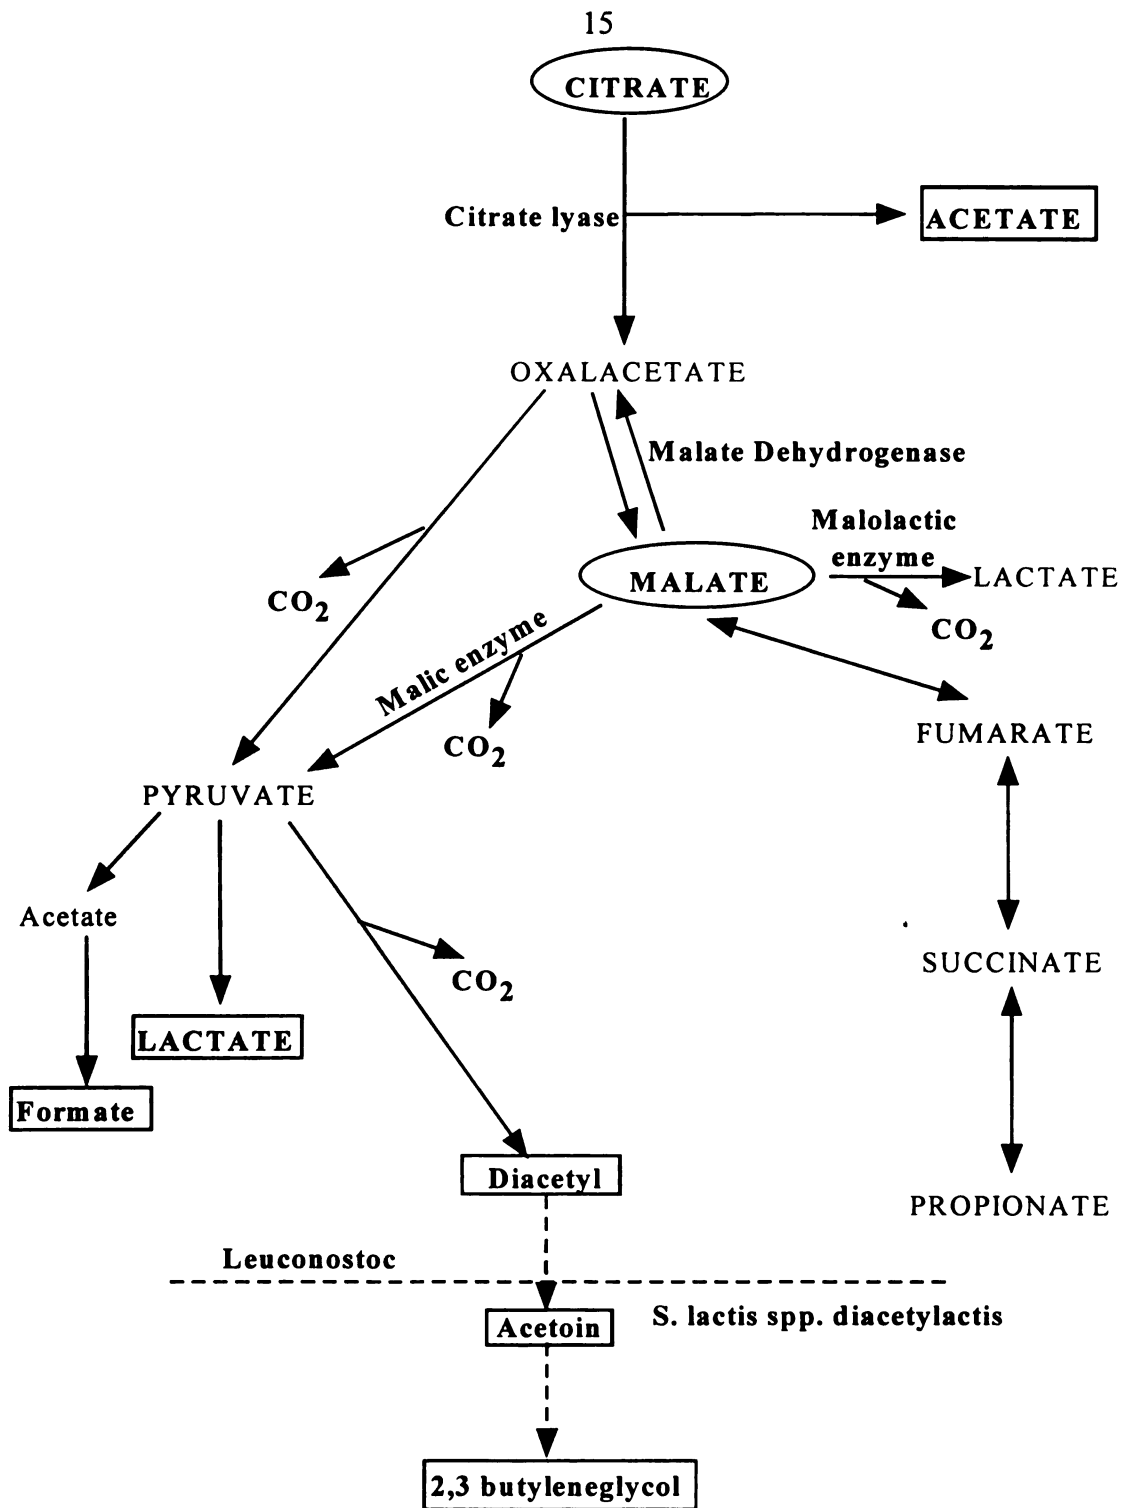 15
CITRATE
Citrate lyase
ACETATE
OXALACETATE
Malate Dehydrogenase
Malolactic
enzyme
MALATE
LACTATE
CO2
CO2
Malic enzyme
CO2
FUMARATE
PYRUVATE
Acetate
SUCCINATE
CO2
LACTATE
Formate
Diacetyl
PROPIONATE
Leuconostoc
S. lactis spp. diacetylactis
Acetoin
2,3 butyleneglycol